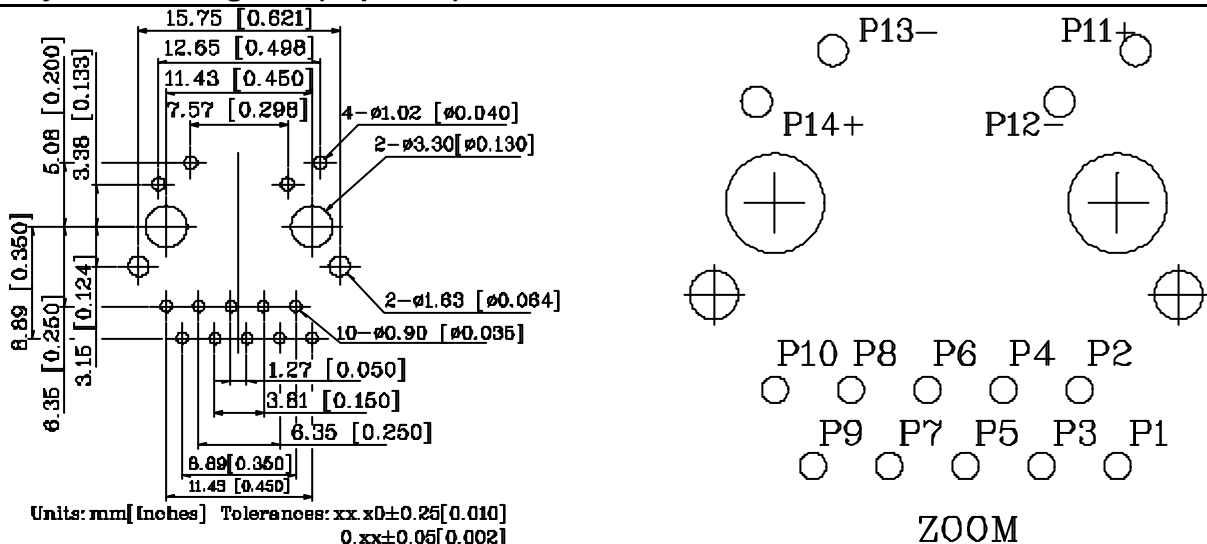 15.75 [0.621]
12.65 [0.498]
11.43 [0.450]
7.57 [0.298]
4-ø1.02 [ø0.040]
2-ø3.30[ø0.130]
5.08 [0.200]
3.38 [0.133]
8.89 [0.350]
6.35 [0.250]
3.15 [0.124]
2-ø1.63 [ø0.064]
10-ø0.90 [ø0.035]
1.27 [0.050]
3.81 [0.150]
6.35 [0.250]
8.89[0.350]
11.43 [0.450]
Units: mm[Inches] Tolerances: xx.x0±0.25[0.010]
0.xx±0.05[0.002]
P13- P11+
P14+ P12-
P10 P8 P6 P4 P2
P9 P7 P5 P3 P1
ZOOM